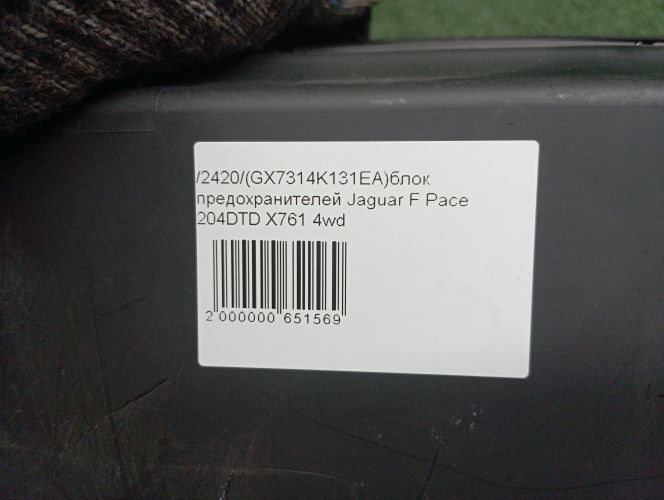 /2420/(GX7314K131EA)блок
предохранителей Jaguar F Pace
204DTD X761 4wd
2 000000 651569